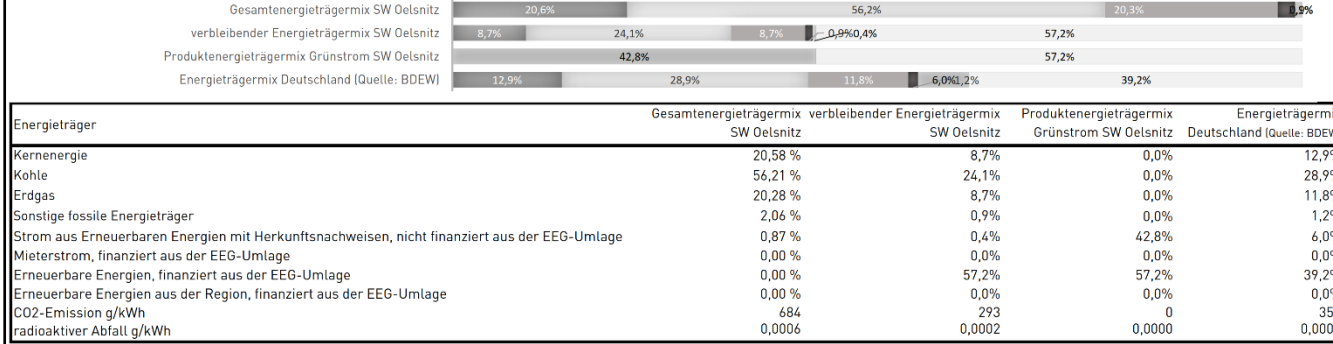 Gesamtenergieträgermix SW Oelsnitz 20,6% 56,2% 20,3%
verbleibender Energieträgermix SW Oelsnitz 8,7% 24,1% 8,7% 0,9% 0,4% 57,2%
Produktenergieträgermix Grünstrom SW Oelsnitz 42,8% 57,2%
Energieträgermix Deutschland (Quelle: BDEW) 12,9% 28,9% 11,8% 6,0% 1,2% 39,2%
Energieträger Gesamtenergieträgermix SW Oelsnitz verbleibender Energieträgermix SW Oelsnitz Produktenergieträgermix Grünstrom SW Oelsnitz Energieträgermi Deutschland (Quelle: BDEW
Kernenergie 20,58 % 8,7% 0,0% 12,9%
Kohle 56,21 % 24,1% 0,0% 28,9%
Erdgas 20,28 % 8,7% 0,0% 11,8%
Sonstige fossile Energieträger 2,06 % 0,9% 0,0% 1,2%
Strom aus Erneuerbaren Energien mit Herkunftsnachweisen, nicht finanziert aus der EEG-Umlage 0,87 % 0,4% 42,8% 6,0%
Mieterstrom, finanziert aus der EEG-Umlage 0,00 % 0,0% 0,0% 0,0%
Erneuerbare Energien, finanziert aus der EEG-Umlage 0,00 % 57,2% 57,2% 39,2%
Erneuerbare Energien aus der Region, finanziert aus der EEG-Umlage 0,00 % 0,0% 0,0% 0,0%
CO2-Emission g/kWh 684 293 0 35
radioaktiver Abfall g/kWh 0,0006 0,0002 0,0000 0,000